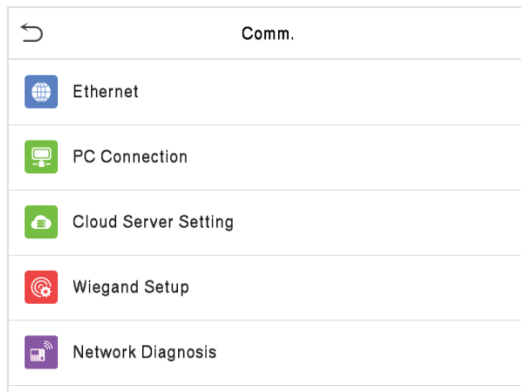 Comm.
Ethernet
PC Connection
Cloud Server Setting
Wiegand Setup
Network Diagnosis